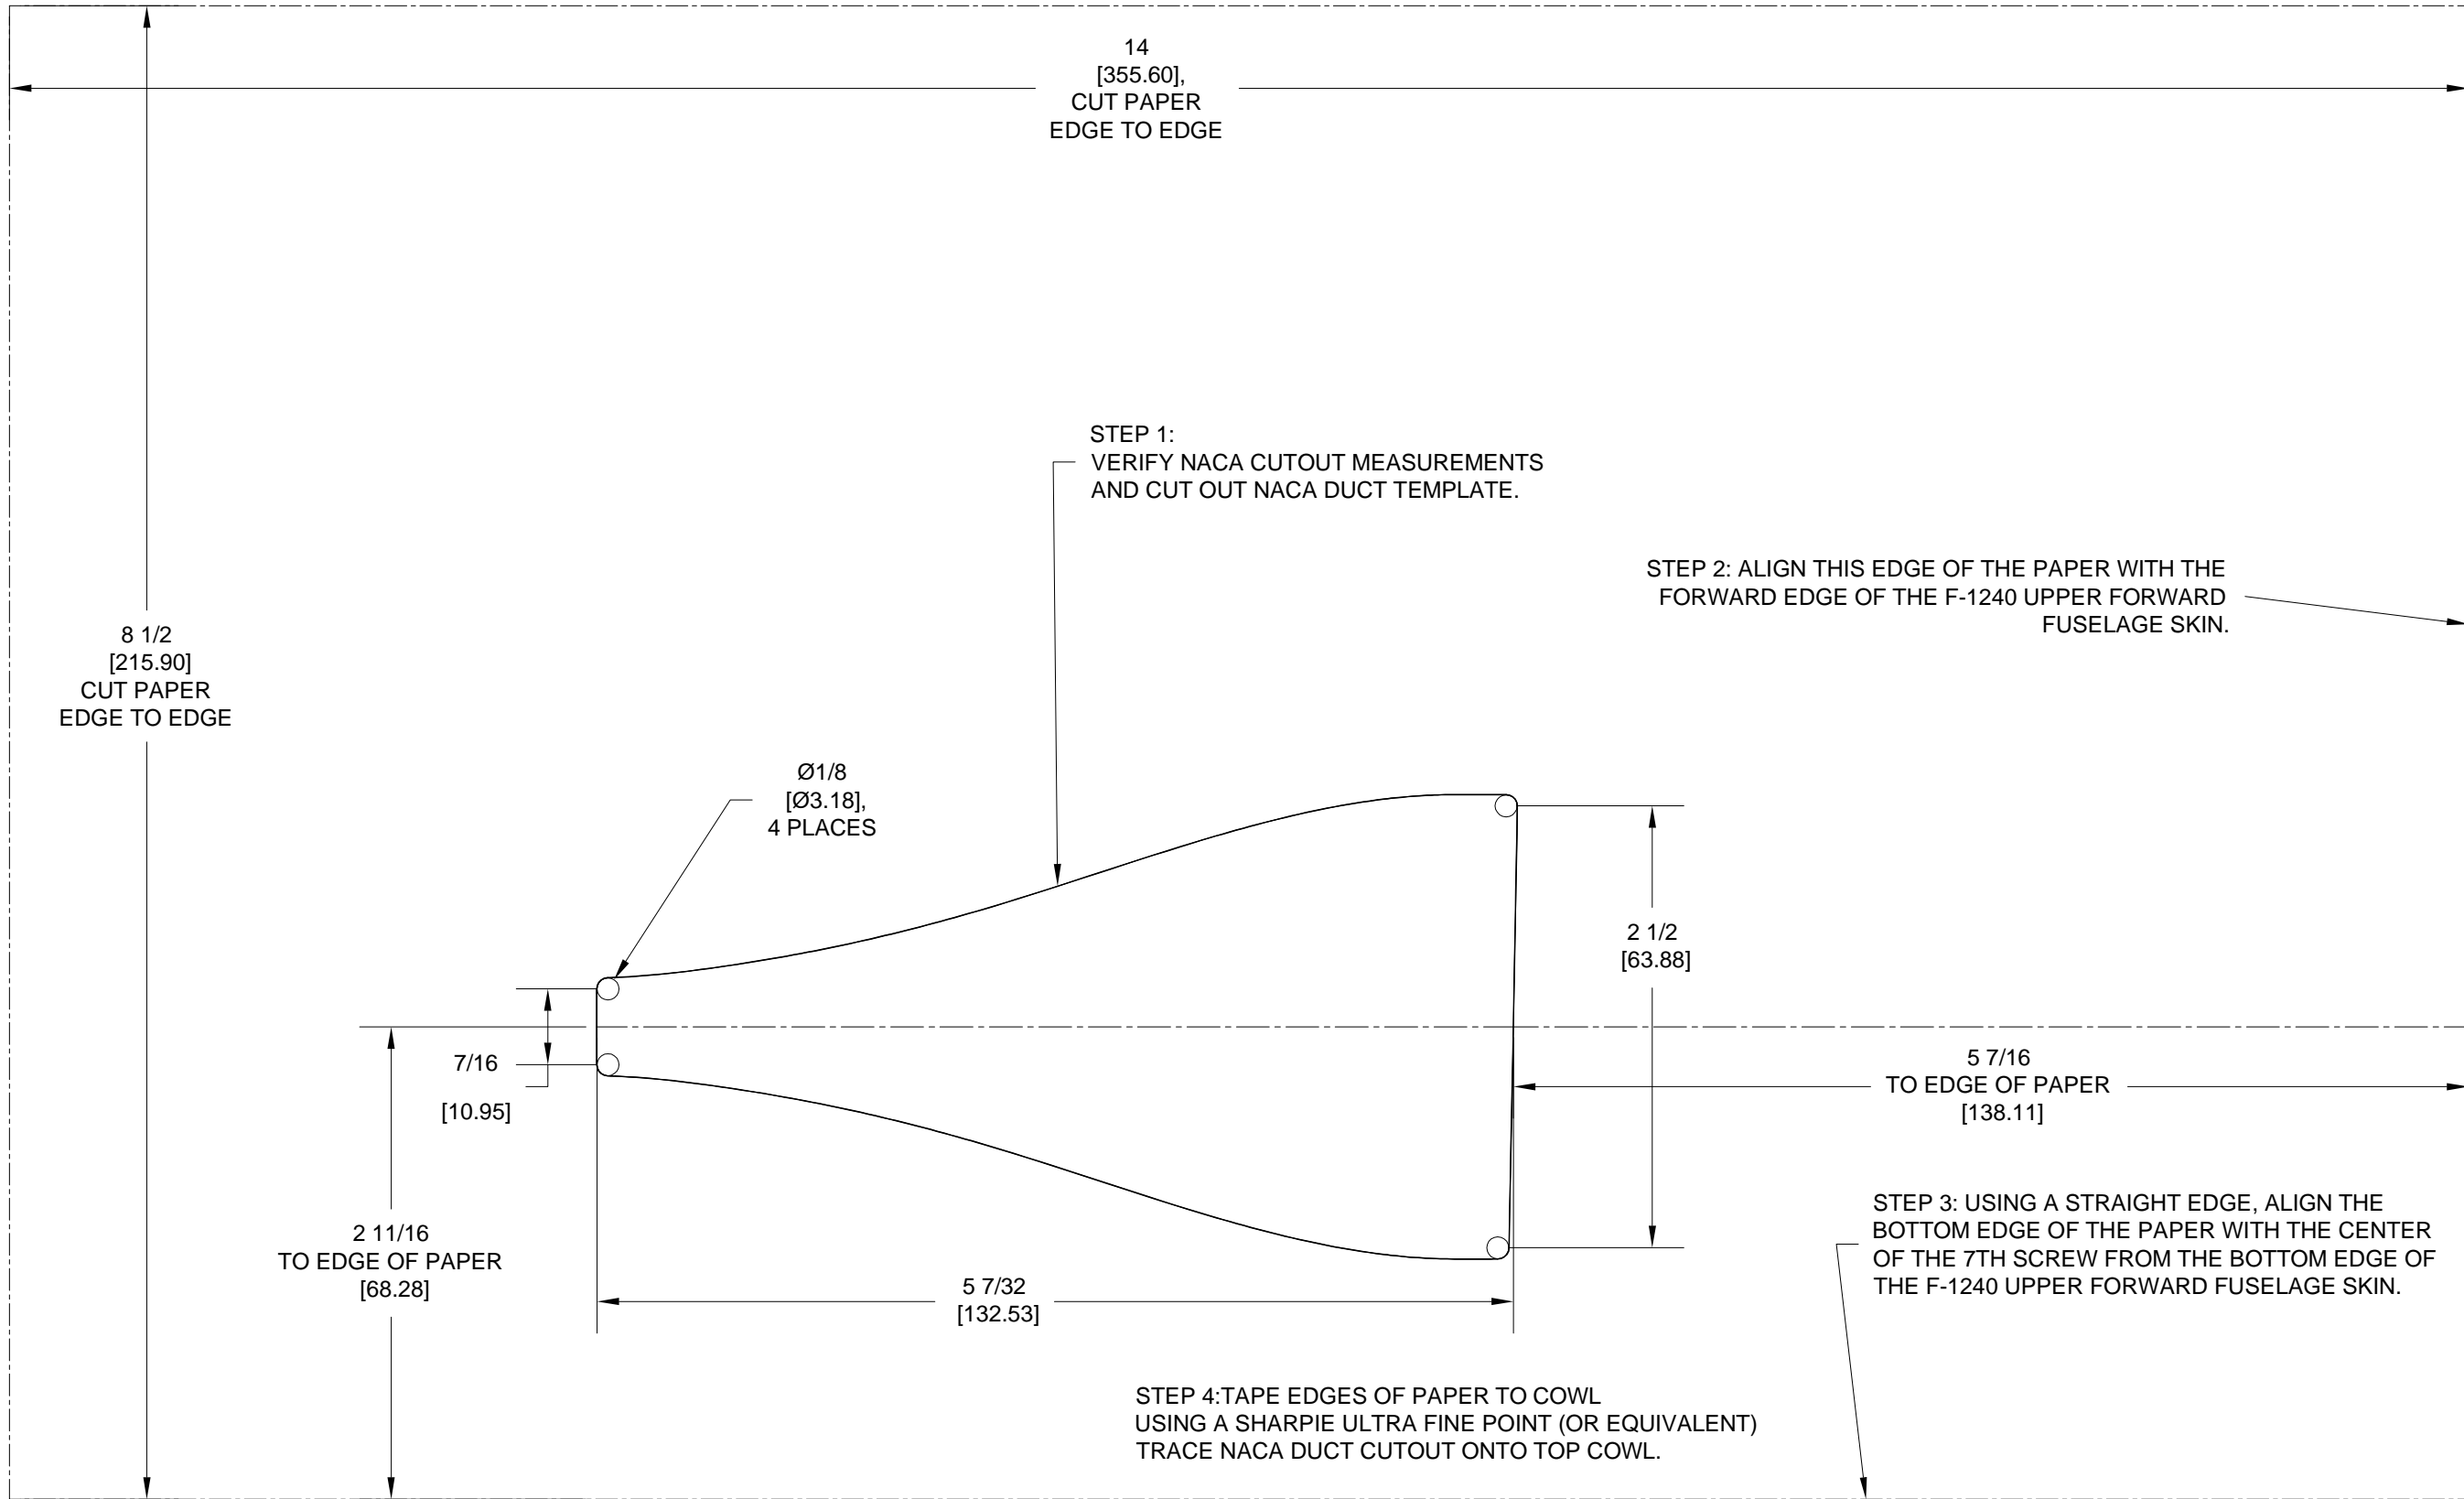 14
[355.60],
CUT PAPER
EDGE TO EDGE
STEP 1:
VERIFY NACA CUTOUT MEASUREMENTS
AND CUT OUT NACA DUCT TEMPLATE.
STEP 2: ALIGN THIS EDGE OF THE PAPER WITH THE
FORWARD EDGE OF THE F-1240 UPPER FORWARD
FUSELAGE SKIN.
8 1/2
[215.90]
CUT PAPER
EDGE TO EDGE
Ø1/8
[Ø3.18],
4 PLACES
2 1/2
[63.88]
7/16
[10.95]
5 7/16
TO EDGE OF PAPER
[138.11]
2 11/16
TO EDGE OF PAPER
[68.28]
5 7/32
[132.53]
STEP 3: USING A STRAIGHT EDGE, ALIGN THE
BOTTOM EDGE OF THE PAPER WITH THE CENTER
OF THE 7TH SCREW FROM THE BOTTOM EDGE OF
THE F-1240 UPPER FORWARD FUSELAGE SKIN.
STEP 4:TAPE EDGES OF PAPER TO COWL
USING A SHARPIE ULTRA FINE POINT (OR EQUIVALENT)
TRACE NACA DUCT CUTOUT ONTO TOP COWL.